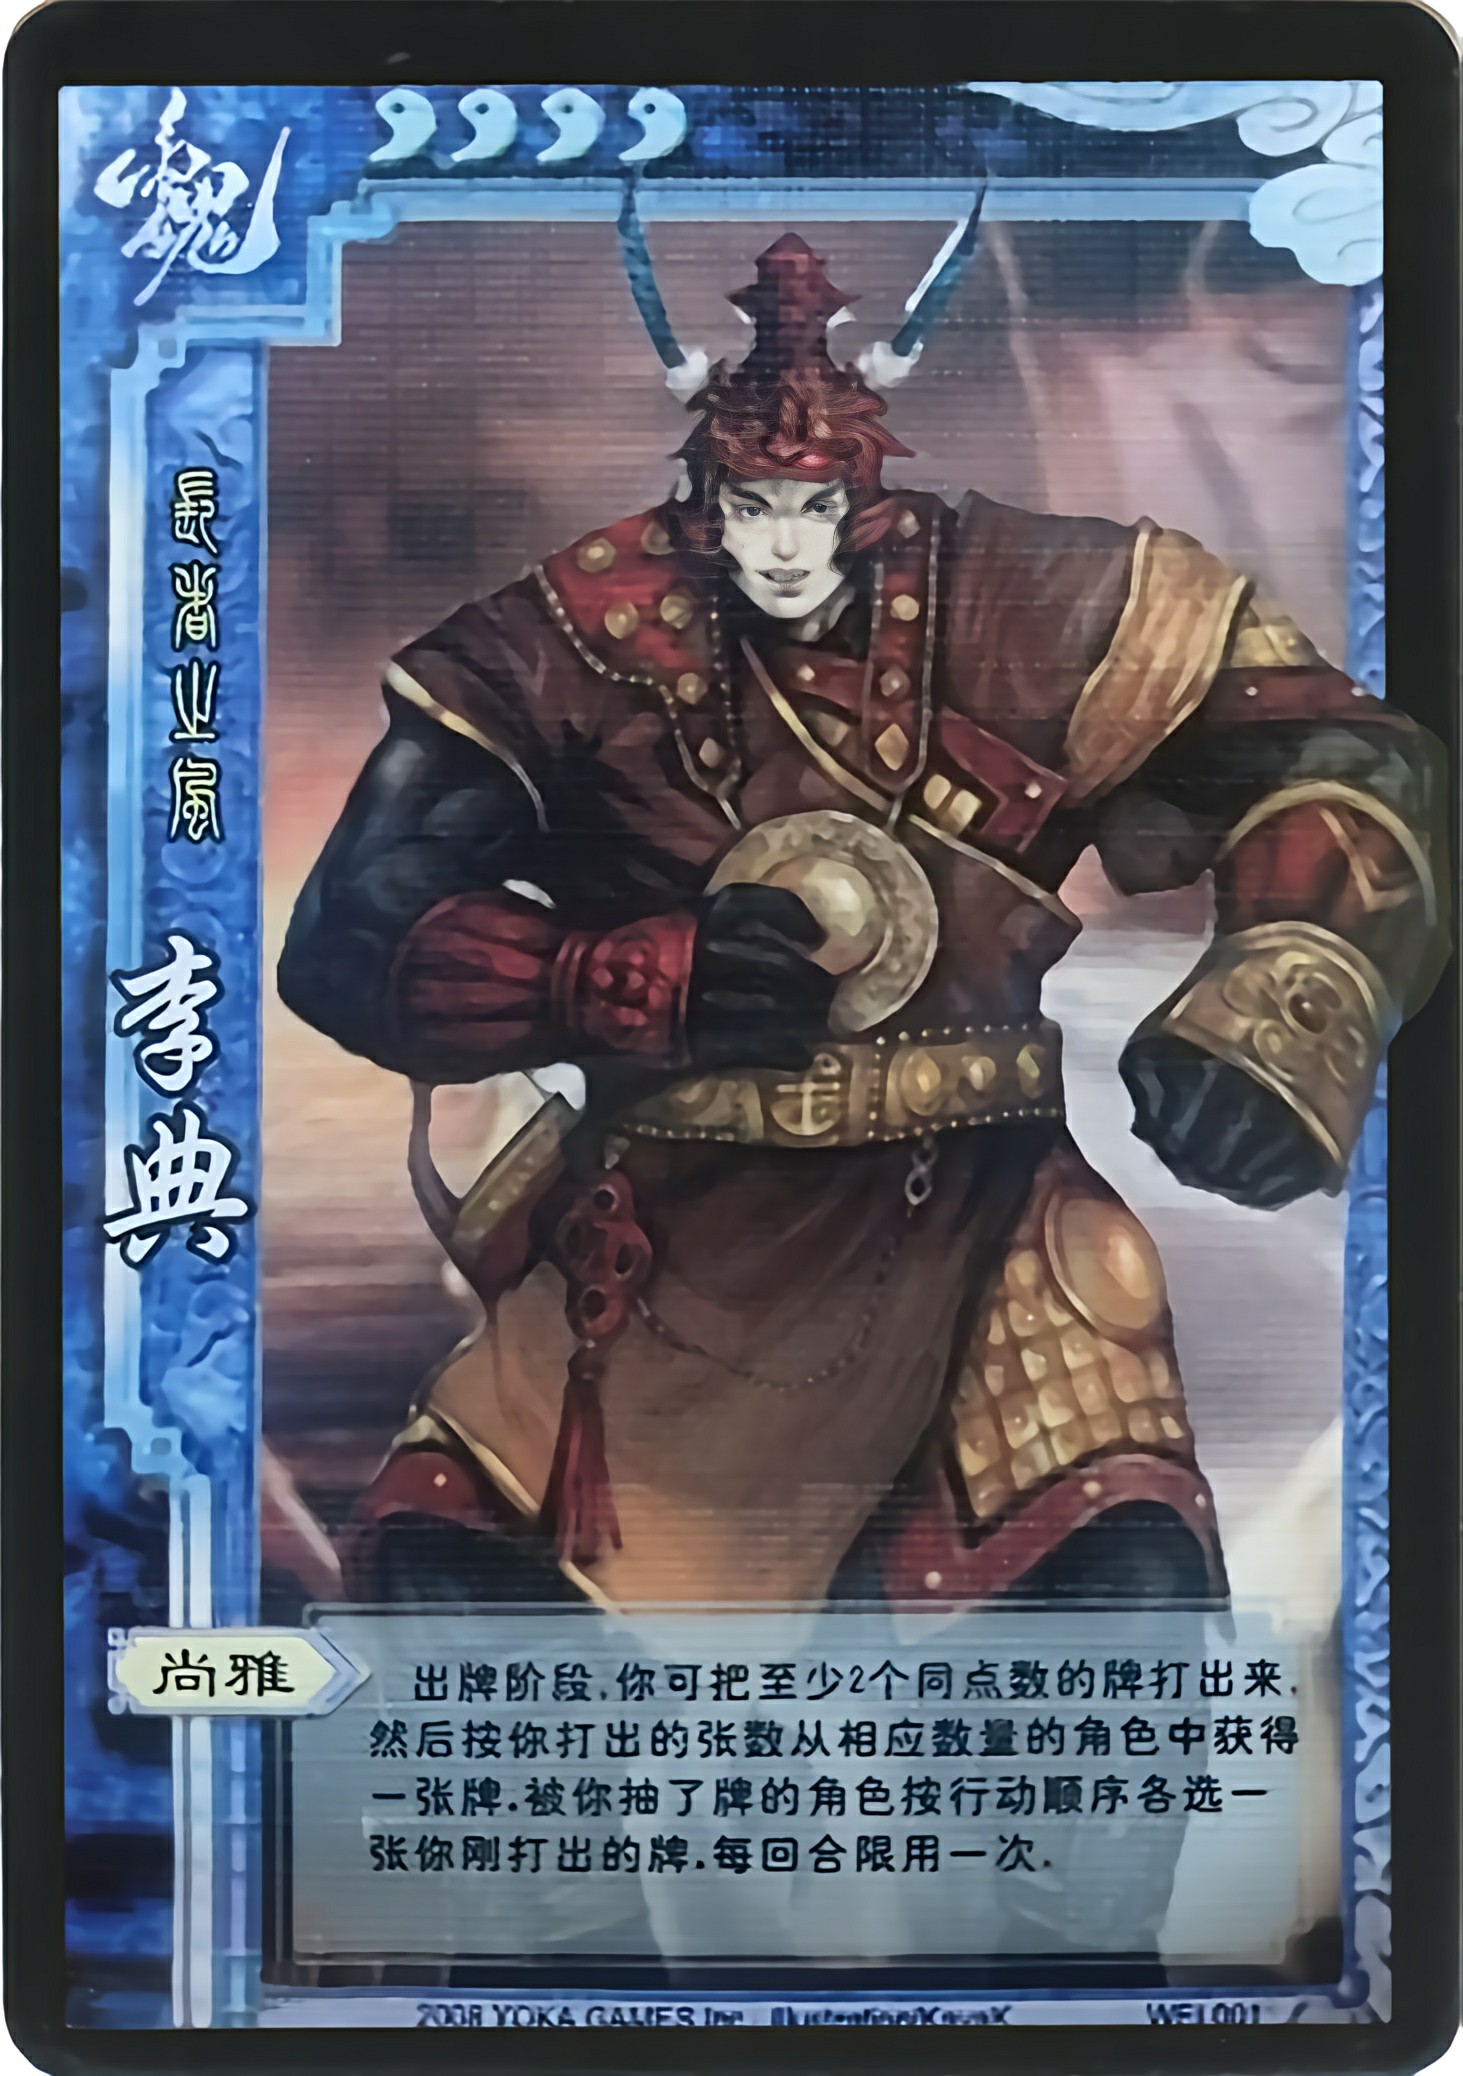 魏
長者之風
李典
尚雅
出牌阶段,你可把至少2个同点数的牌打出来,
然后按你打出的张数从相应数量的角色中获得
一张牌.被你抽了牌的角色按行动顺序各选一
张你刚打出的牌.每回合限用一次.
2008 YOKA GAMES Inc. Illustration/KayaK
WEI 001